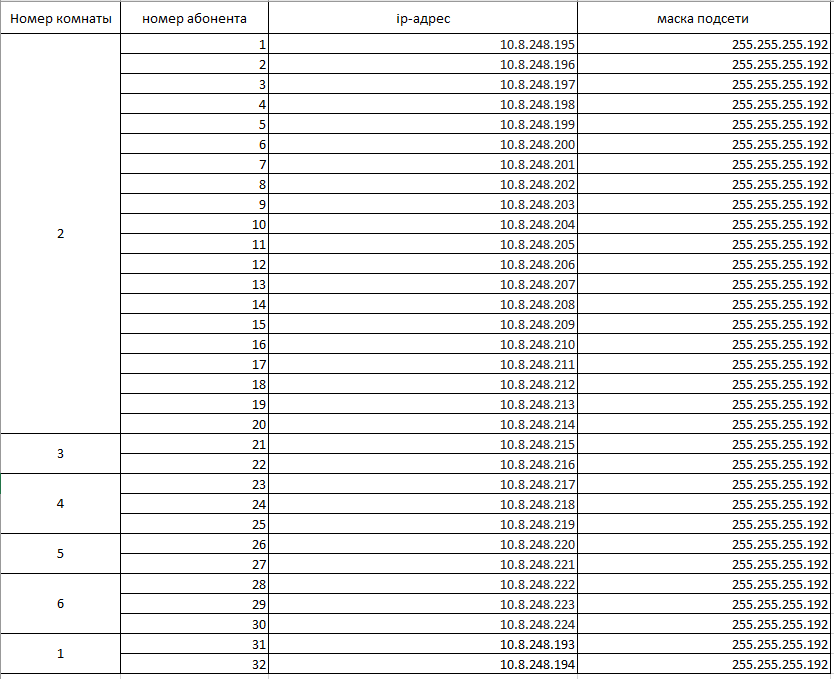 Номер комнаты номер абонента ip-адрес маска подсети
1 10.8.248.195 255.255.255.192
2 10.8.248.196 255.255.255.192
3 10.8.248.197 255.255.255.192
4 10.8.248.198 255.255.255.192
5 10.8.248.199 255.255.255.192
6 10.8.248.200 255.255.255.192
7 10.8.248.201 255.255.255.192
8 10.8.248.202 255.255.255.192
9 10.8.248.203 255.255.255.192
2 10 10.8.248.204 255.255.255.192
11 10.8.248.205 255.255.255.192
12 10.8.248.206 255.255.255.192
13 10.8.248.207 255.255.255.192
14 10.8.248.208 255.255.255.192
15 10.8.248.209 255.255.255.192
16 10.8.248.210 255.255.255.192
17 10.8.248.211 255.255.255.192
18 10.8.248.212 255.255.255.192
19 10.8.248.213 255.255.255.192
20 10.8.248.214 255.255.255.192
3 21 10.8.248.215 255.255.255.192
22 10.8.248.216 255.255.255.192
23 10.8.248.217 255.255.255.192
4 24 10.8.248.218 255.255.255.192
25 10.8.248.219 255.255.255.192
5 26 10.8.248.220 255.255.255.192
27 10.8.248.221 255.255.255.192
28 10.8.248.222 255.255.255.192
6 29 10.8.248.223 255.255.255.192
30 10.8.248.224 255.255.255.192
1 31 10.8.248.193 255.255.255.192
32 10.8.248.194 255.255.255.192